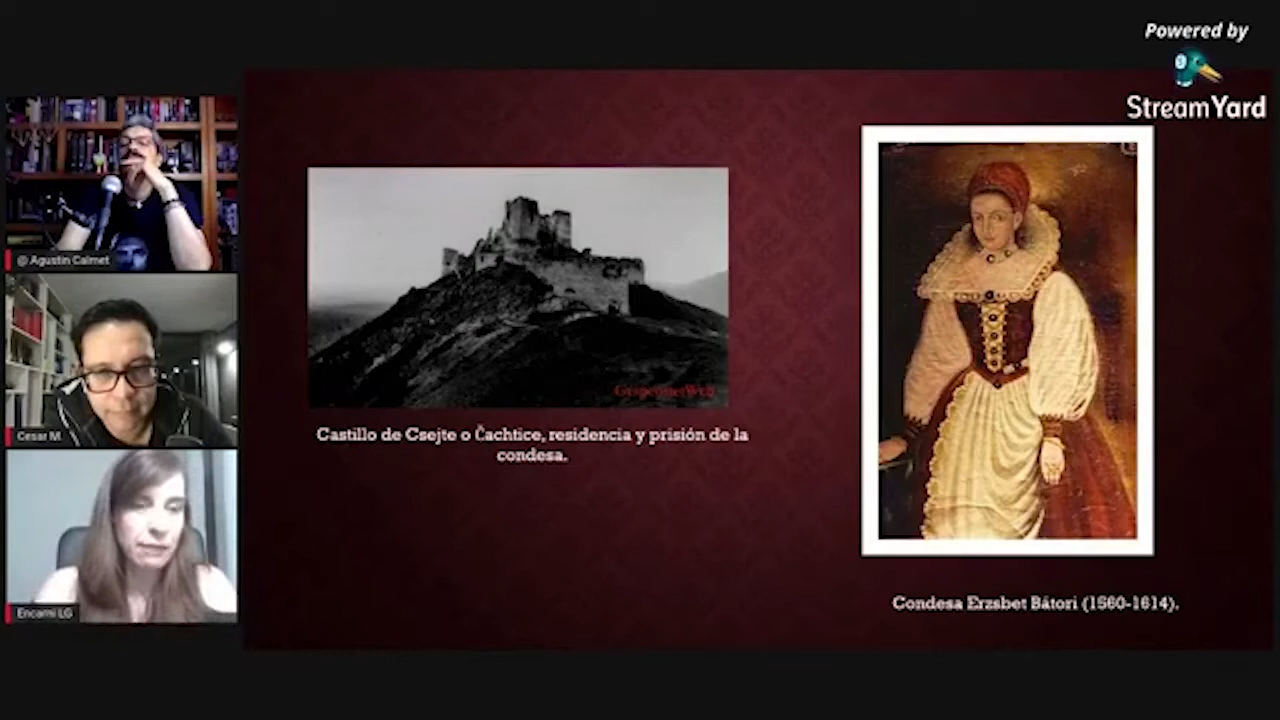 Powered by
StreamYard
@ Agustin Calmet
Cesar M.
Encarni LG
GespensterWeb
Castillo de Csejte o Čachtice, residencia y prisión de la
condesa.
Condesa Erzsbet Bátori (1560-1614).